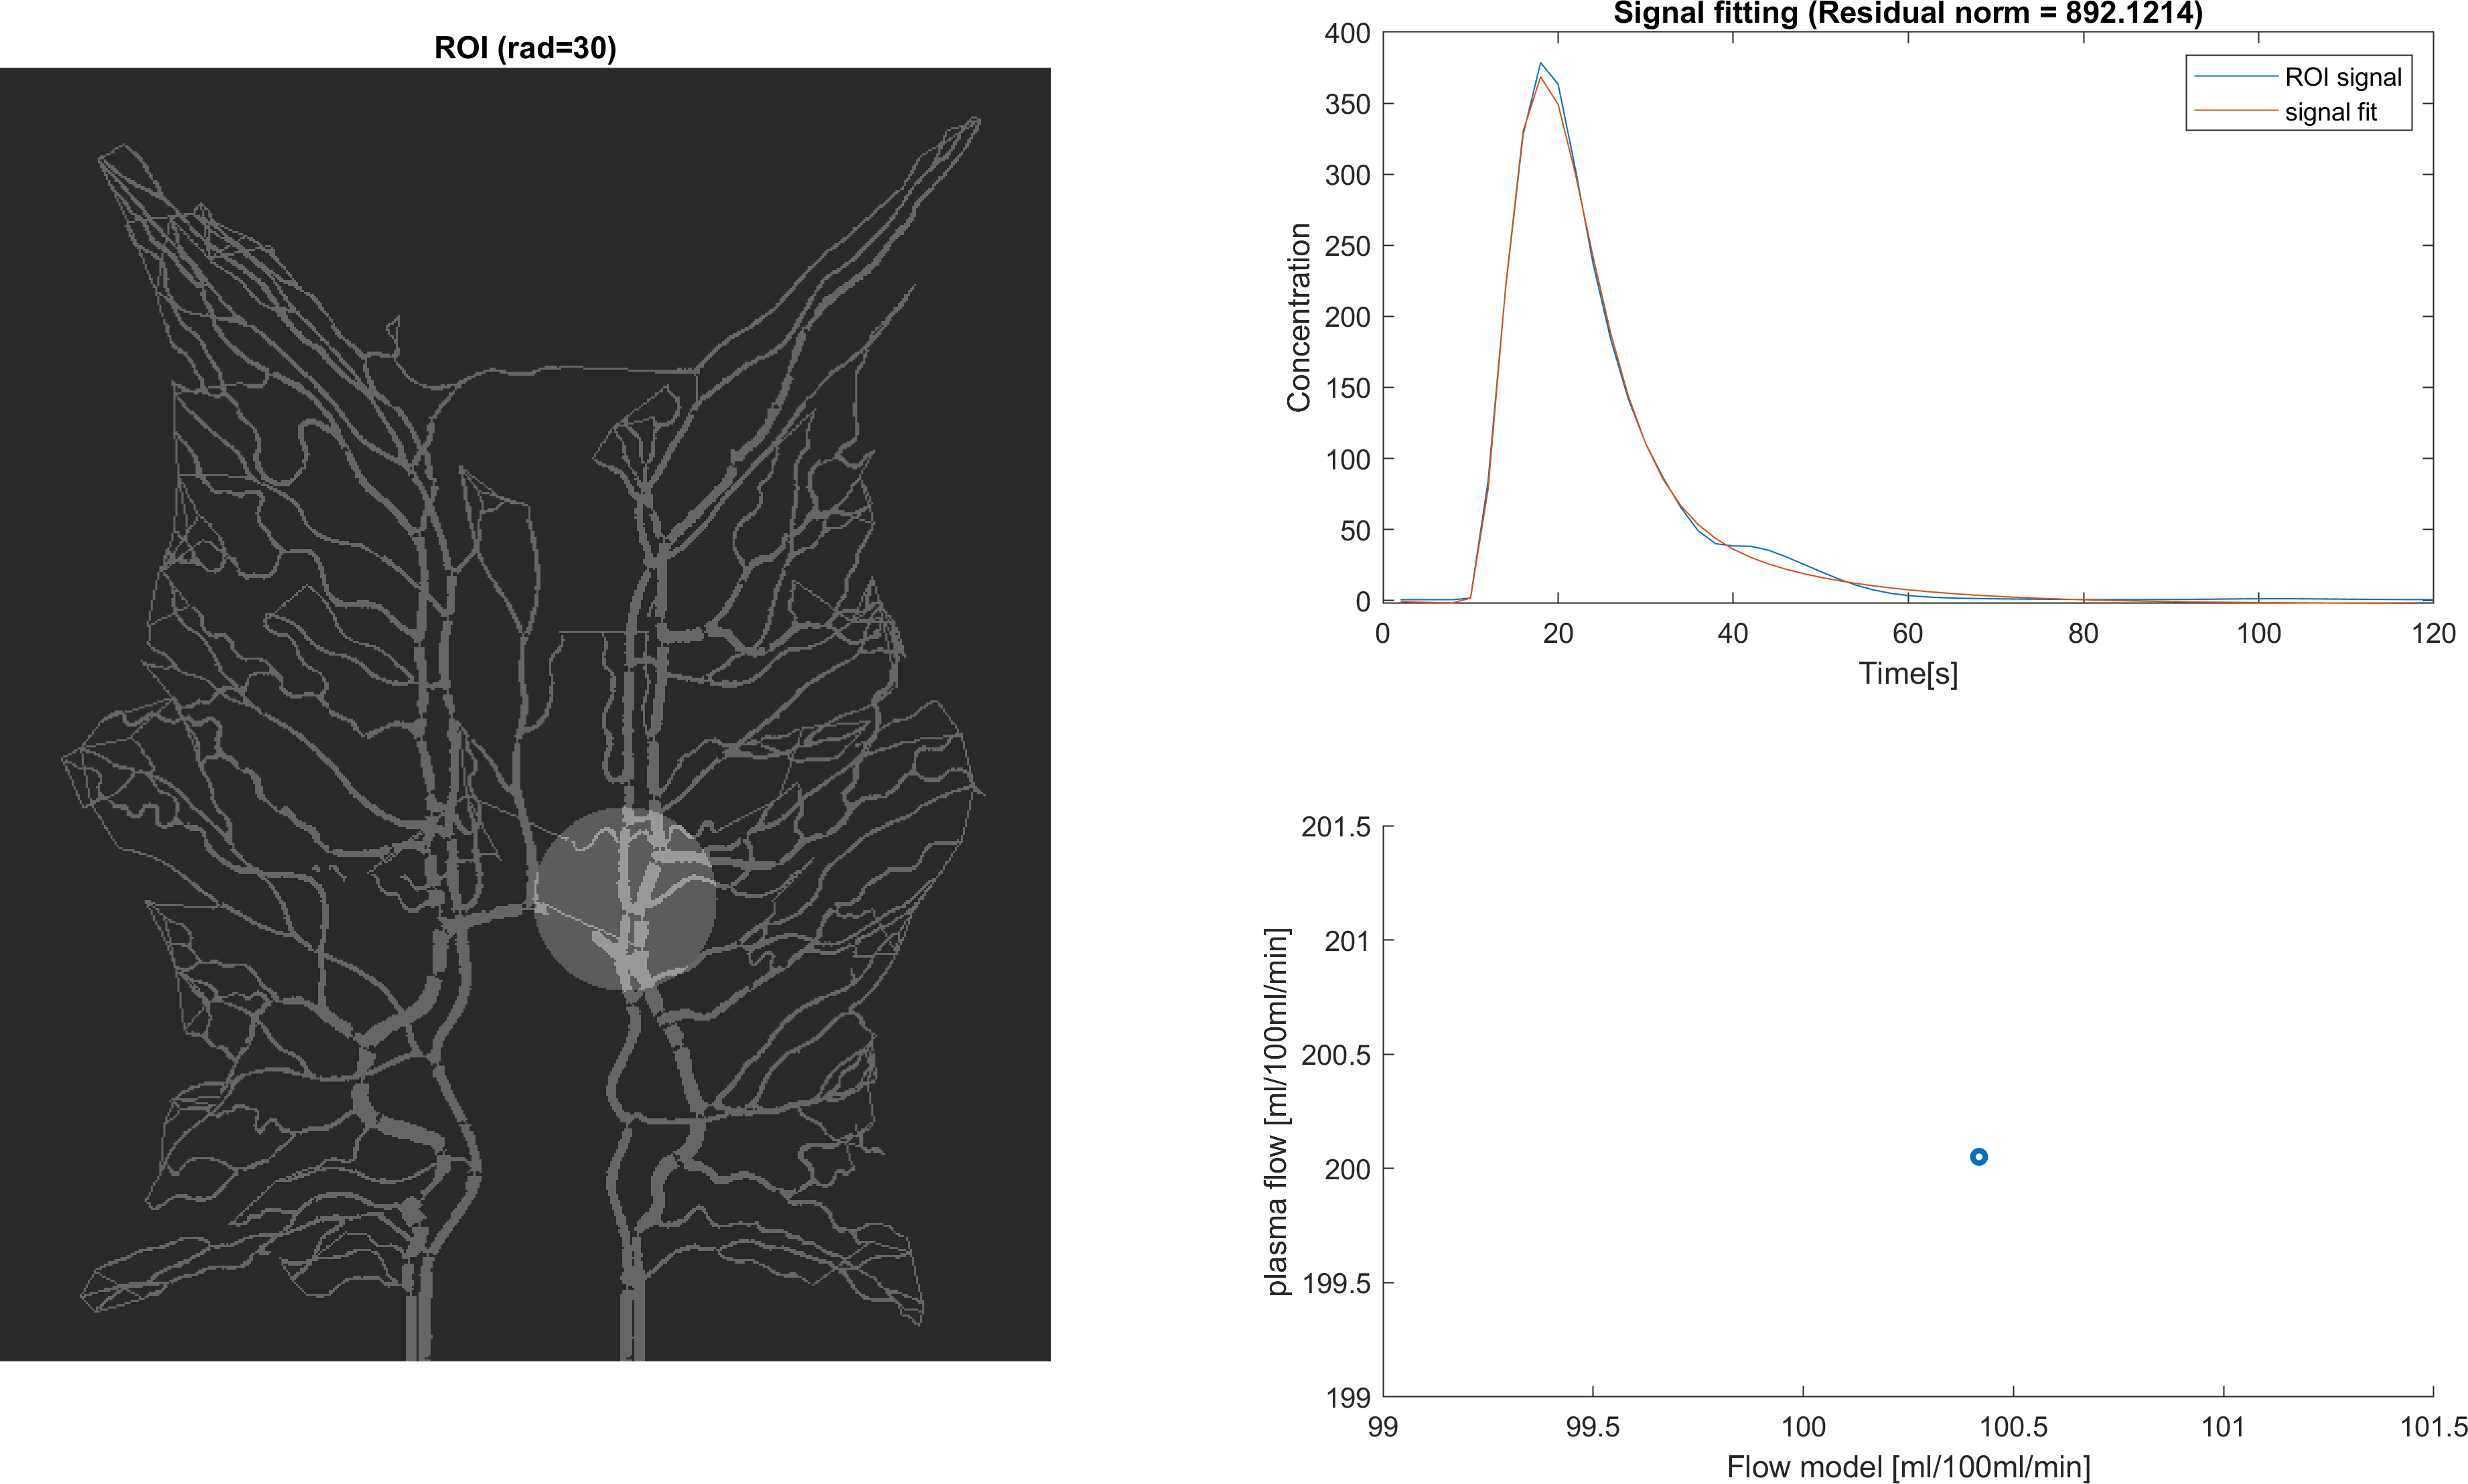 ROI (rad=30)
Signal fitting (Residual norm = 892.1214)
400
350
300
250
200
150
100
50
0
Concentration
ROI signal
signal fit
0 20 40 60 80 100 120
Time[s]
201.5
201
200.5
200
199.5
199
plasma flow [ml/100ml/min]
99 99.5 100 100.5 101 101.5
Flow model [ml/100ml/min]